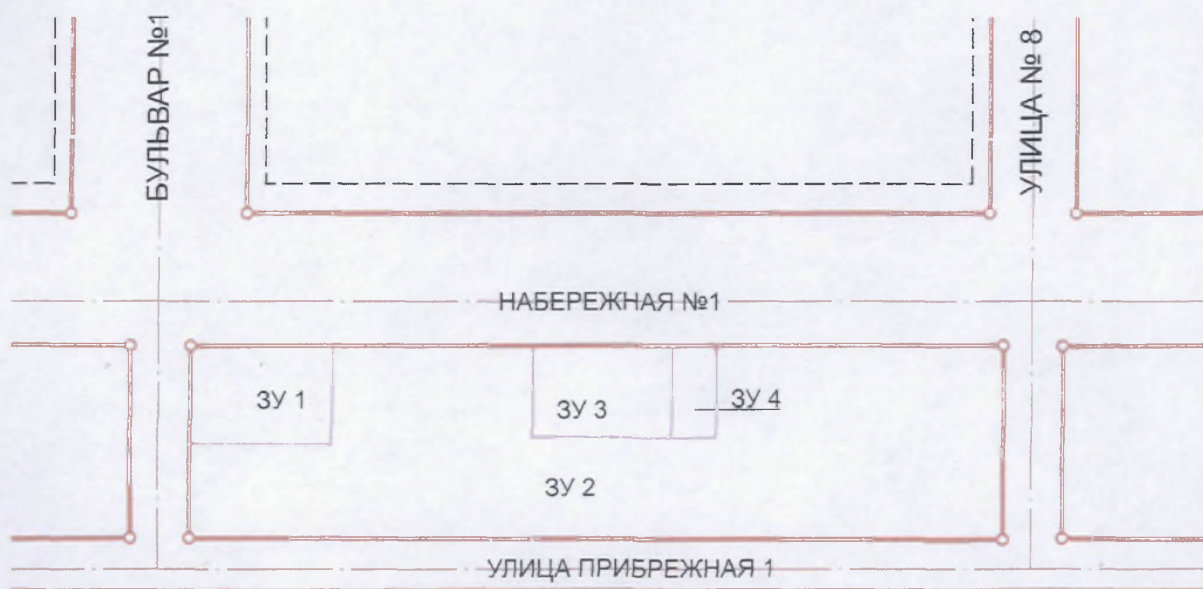 БУЛЬВАР №1
УЛИЦА № 8
НАБЕРЕЖНАЯ №1
ЗУ 1
ЗУ 3
ЗУ 4
ЗУ 2
УЛИЦА ПРИБРЕЖНАЯ 1